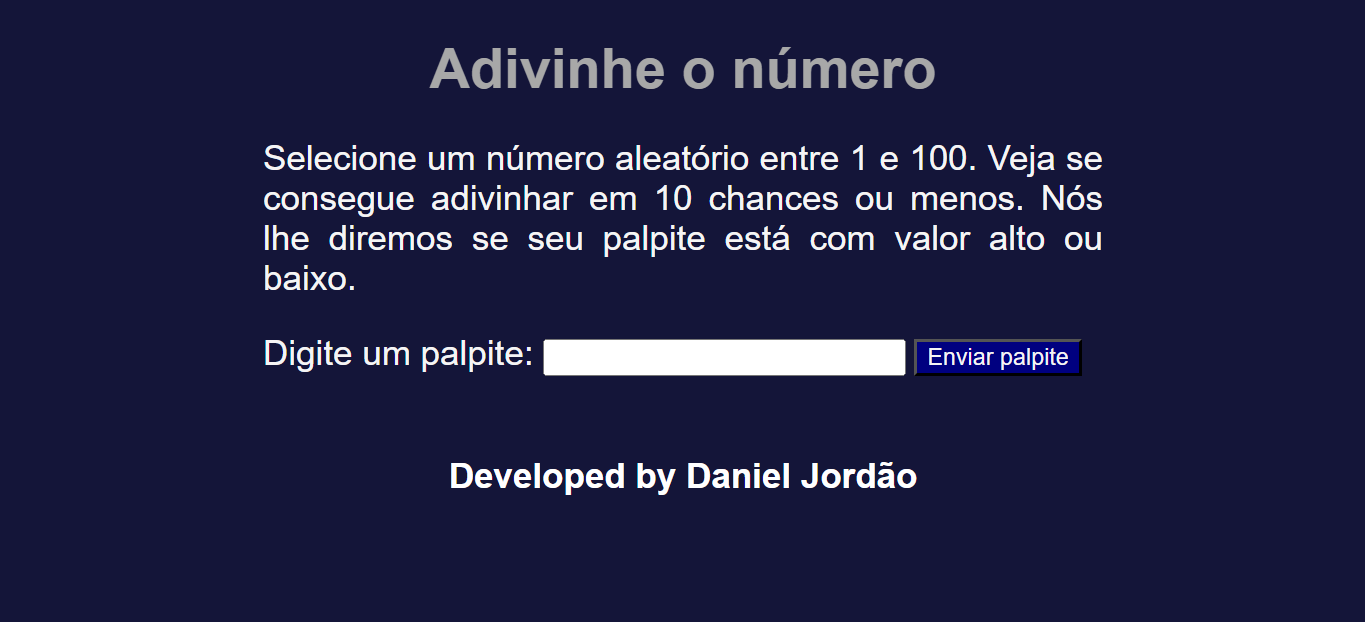 Adivinhe o número
Selecione um número aleatório entre 1 e 100. Veja se
consegue adivinhar em 10 chances ou menos. Nós
lhe diremos se seu palpite está com valor alto ou
baixo.
Digite um palpite: Enviar palpite
Developed by Daniel Jordão